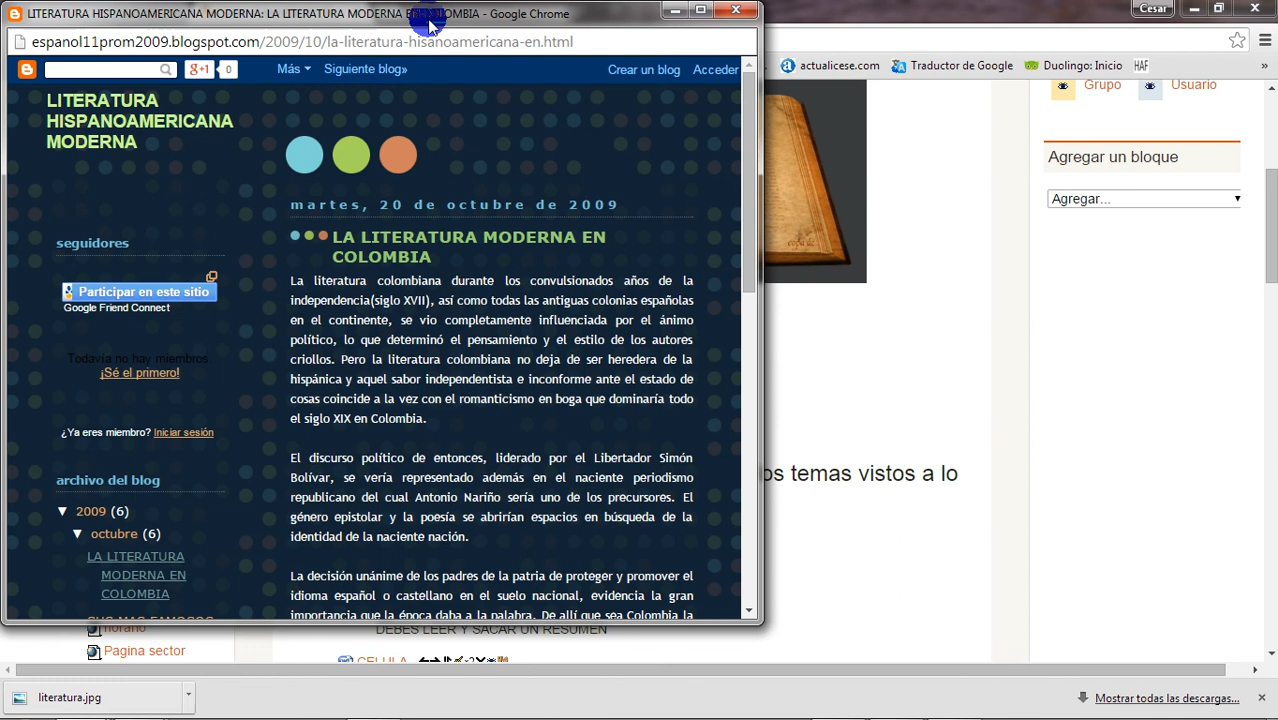 LITERATURA HISPANOAMERICANA MODERNA: LA LITERATURA MODERNA EN COLOMBIA - Google Chrome
Cesar
espanol11prom2009.blogspot.com/2009/10/la-literatura-hisanoamericana-en.html
g+1 0 Más Siguiente blog» Crear un blog Acceder
actualicese.com Traductor de Google Duolingo: Inicio HAF »
Grupo Usuario
Agregar un bloque
Agregar...
LITERATURA
HISPANOAMERICANA
MODERNA
martes, 20 de octubre de 2009
LA LITERATURA MODERNA EN
COLOMBIA
La literatura colombiana durante los convulsionados años de la
independencia(siglo XVII), así como todas las antiguas colonias españolas
en el continente, se vio completamente influenciada por el ánimo
político, lo que determinó el pensamiento y el estilo de los autores
criollos. Pero la literatura colombiana no deja de ser heredera de la
hispánica y aquel sabor independentista e inconforme ante el estado de
cosas coincide a la vez con el romanticismo en boga que dominaría todo
el siglo XIX en Colombia.
El discurso político de entonces, liderado por el Libertador Simón
Bolívar, se vería representado además en el naciente periodismo
republicano del cual Antonio Nariño sería uno de los precursores. El
género epistolar y la poesía se abrirían espacios en búsqueda de la
identidad de la naciente nación.
La decisión unánime de los padres de la patria de proteger y promover el
idioma español o castellano en el suelo nacional, evidencia la gran
importancia que la época daba a la palabra. De allí que sea Colombia la
seguidores
Participar en este sitio
Google Friend Connect
Todavía no hay miembros
¡Sé el primero!
¿Ya eres miembro? Iniciar sesión
archivo del blog
▼ 2009 (6)
▼ octubre (6)
LA LITERATURA
MODERNA EN
COLOMBIA
SUS MAS FAMOSOS
os temas vistos a lo
horario
DEBES LEER Y SACAR UN RESUMEN
Pagina sector
CELULA
literatura.jpg
Mostrar todas las descargas...